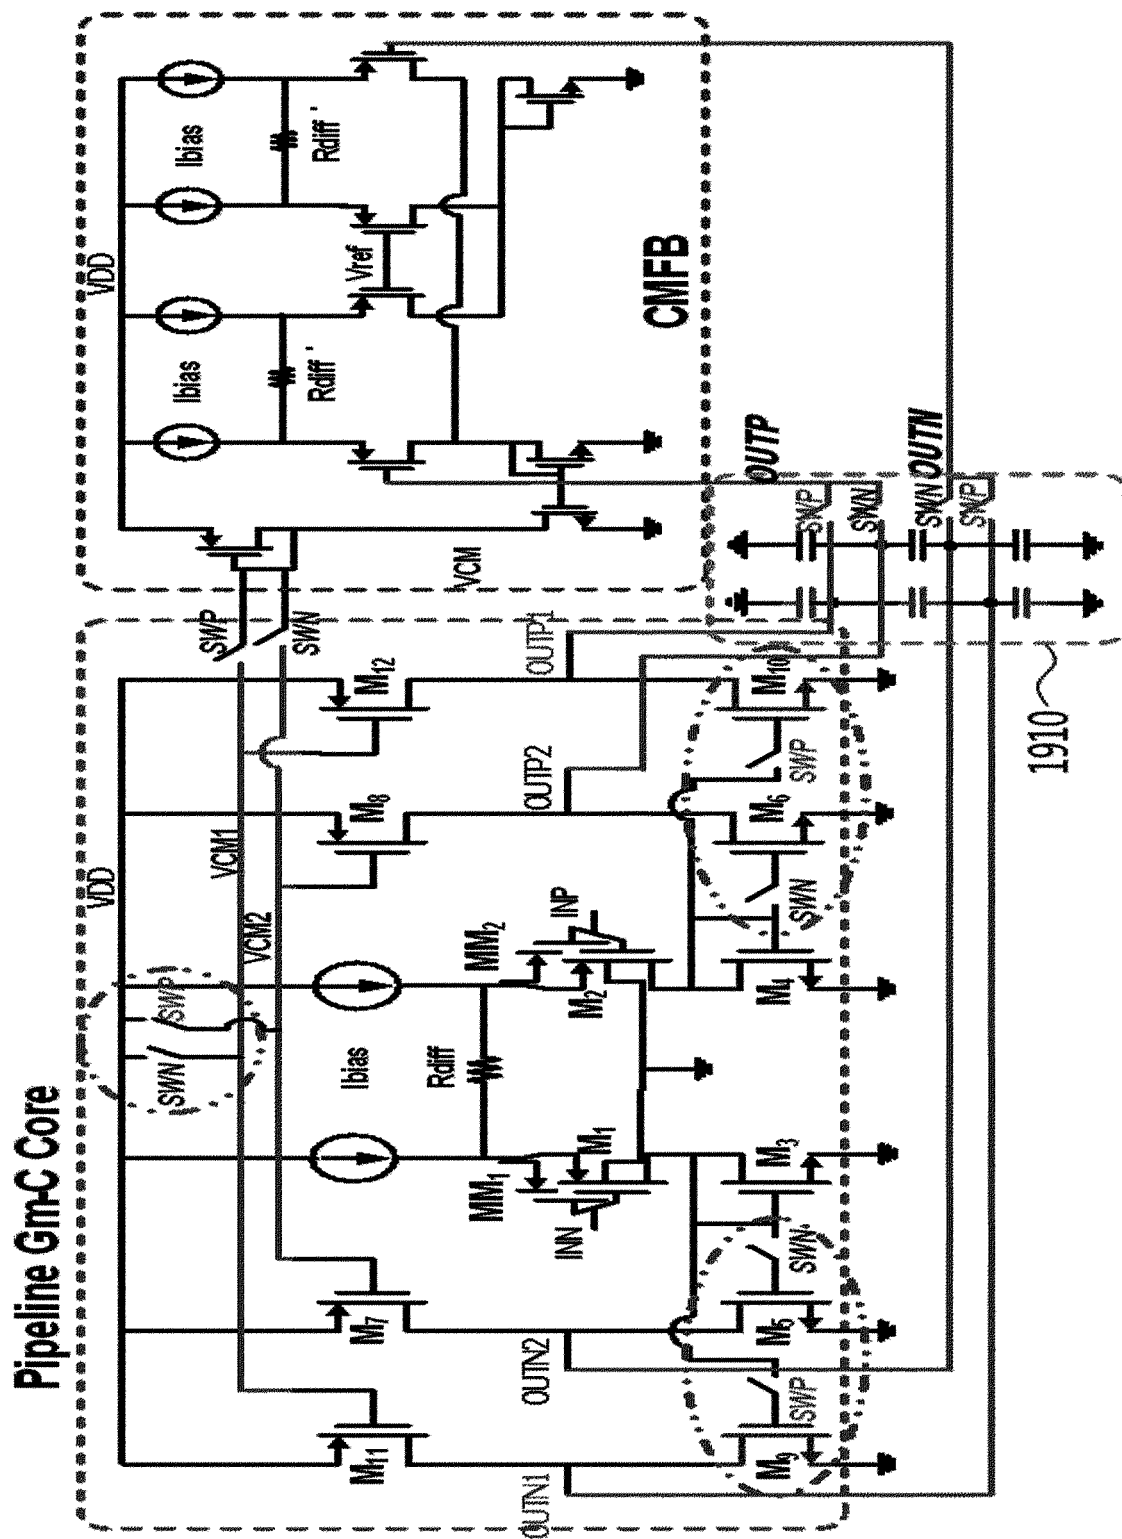 Pipeline Gm-C Core
VDD
SWN
SWP
VCM1
VCM2
Ibias
Rdiff
M11
M7
M8
M12
MM1
MM2
M1
M2
INN
INP
OUTN1
OUTN2
OUTP2
OUTP1
M9
M5
M3
M4
M6
M10
SWP
SWN
SWN
SWP
SWP
SWN
VCM
VDD
Ibias
Ibias
Rdiff'
Rdiff'
Vref
CMFB
OUTP
OUTN
SWP
SWN
SWN
SWP
1910